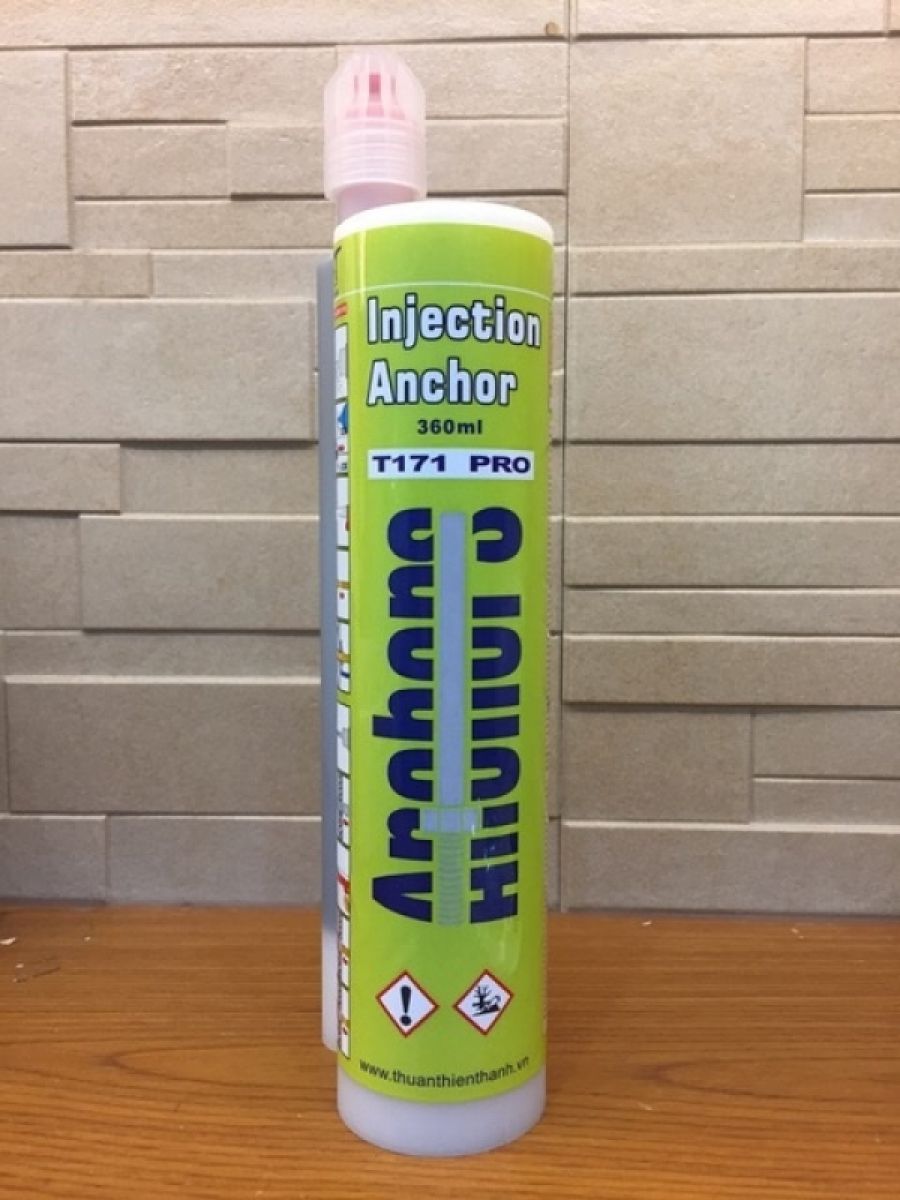 Injection
Anchor
360ml
T171 PRO
Anchors
www.thuanthienthanh.vn